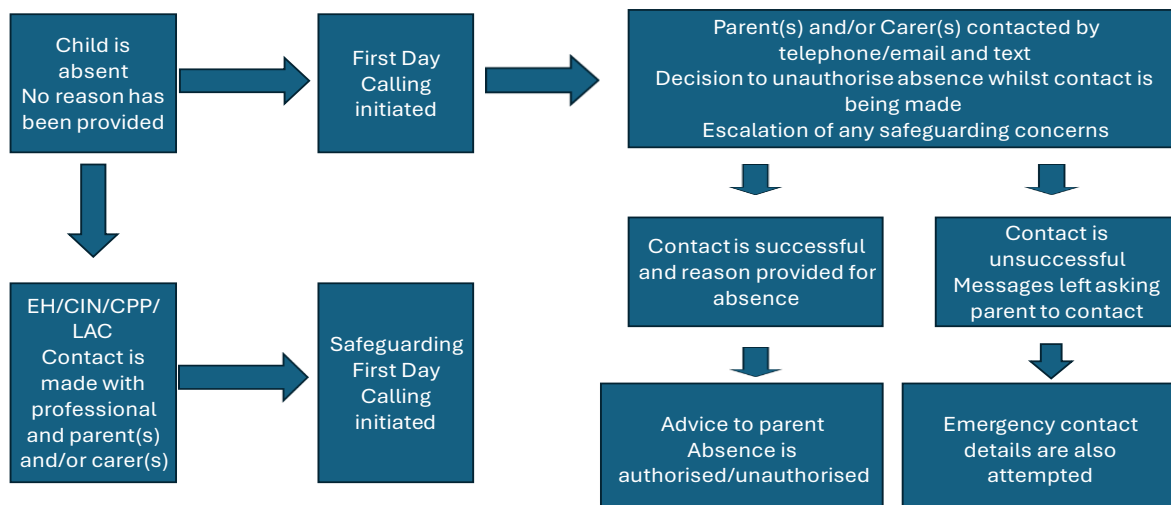 Child is
absent
No reason has
been provided
First Day
Calling
initiated
Parent(s) and/or Carer(s) contacted by
telephone/email and text
Decision to unauthorise absence whilst contact is
being made
Escalation of any safeguarding concerns
Contact is successful
and reason provided for
absence
Contact is
unsuccessful
Messages left asking
parent to contact
EH/CIN/CPP/
LAC
Contact is
made with
professional
and parent(s)
and/or carer(s)
Safeguarding
First Day
Calling
initiated
Advice to parent
Absence is
authorised/unauthorised
Emergency contact
details are also
attempted